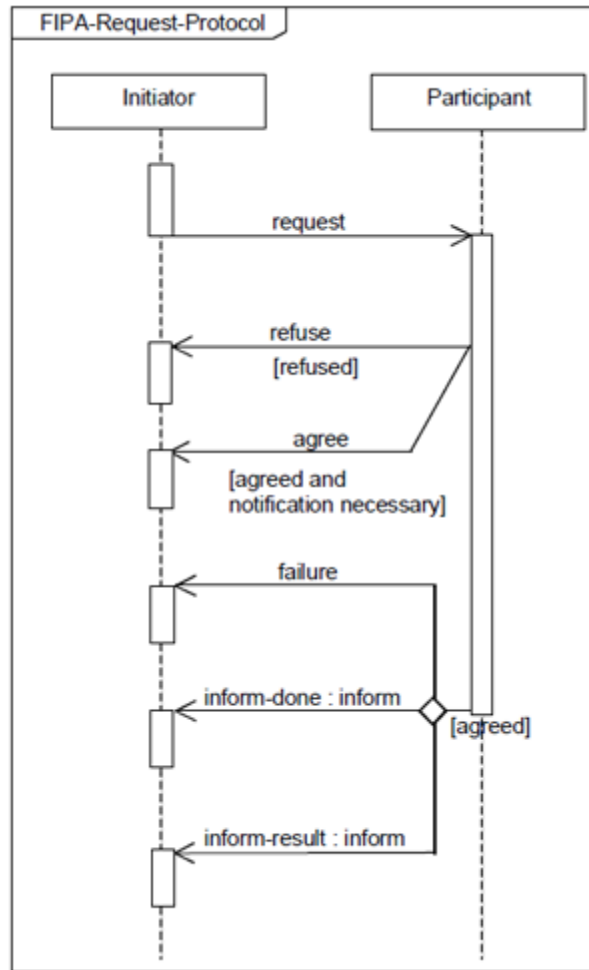 FIPA-Request-Protocol
Initiator
Participant
request
refuse
[refused]
agree
[agreed and
notification necessary]
failure
inform-done : inform
[agreed]
inform-result : inform